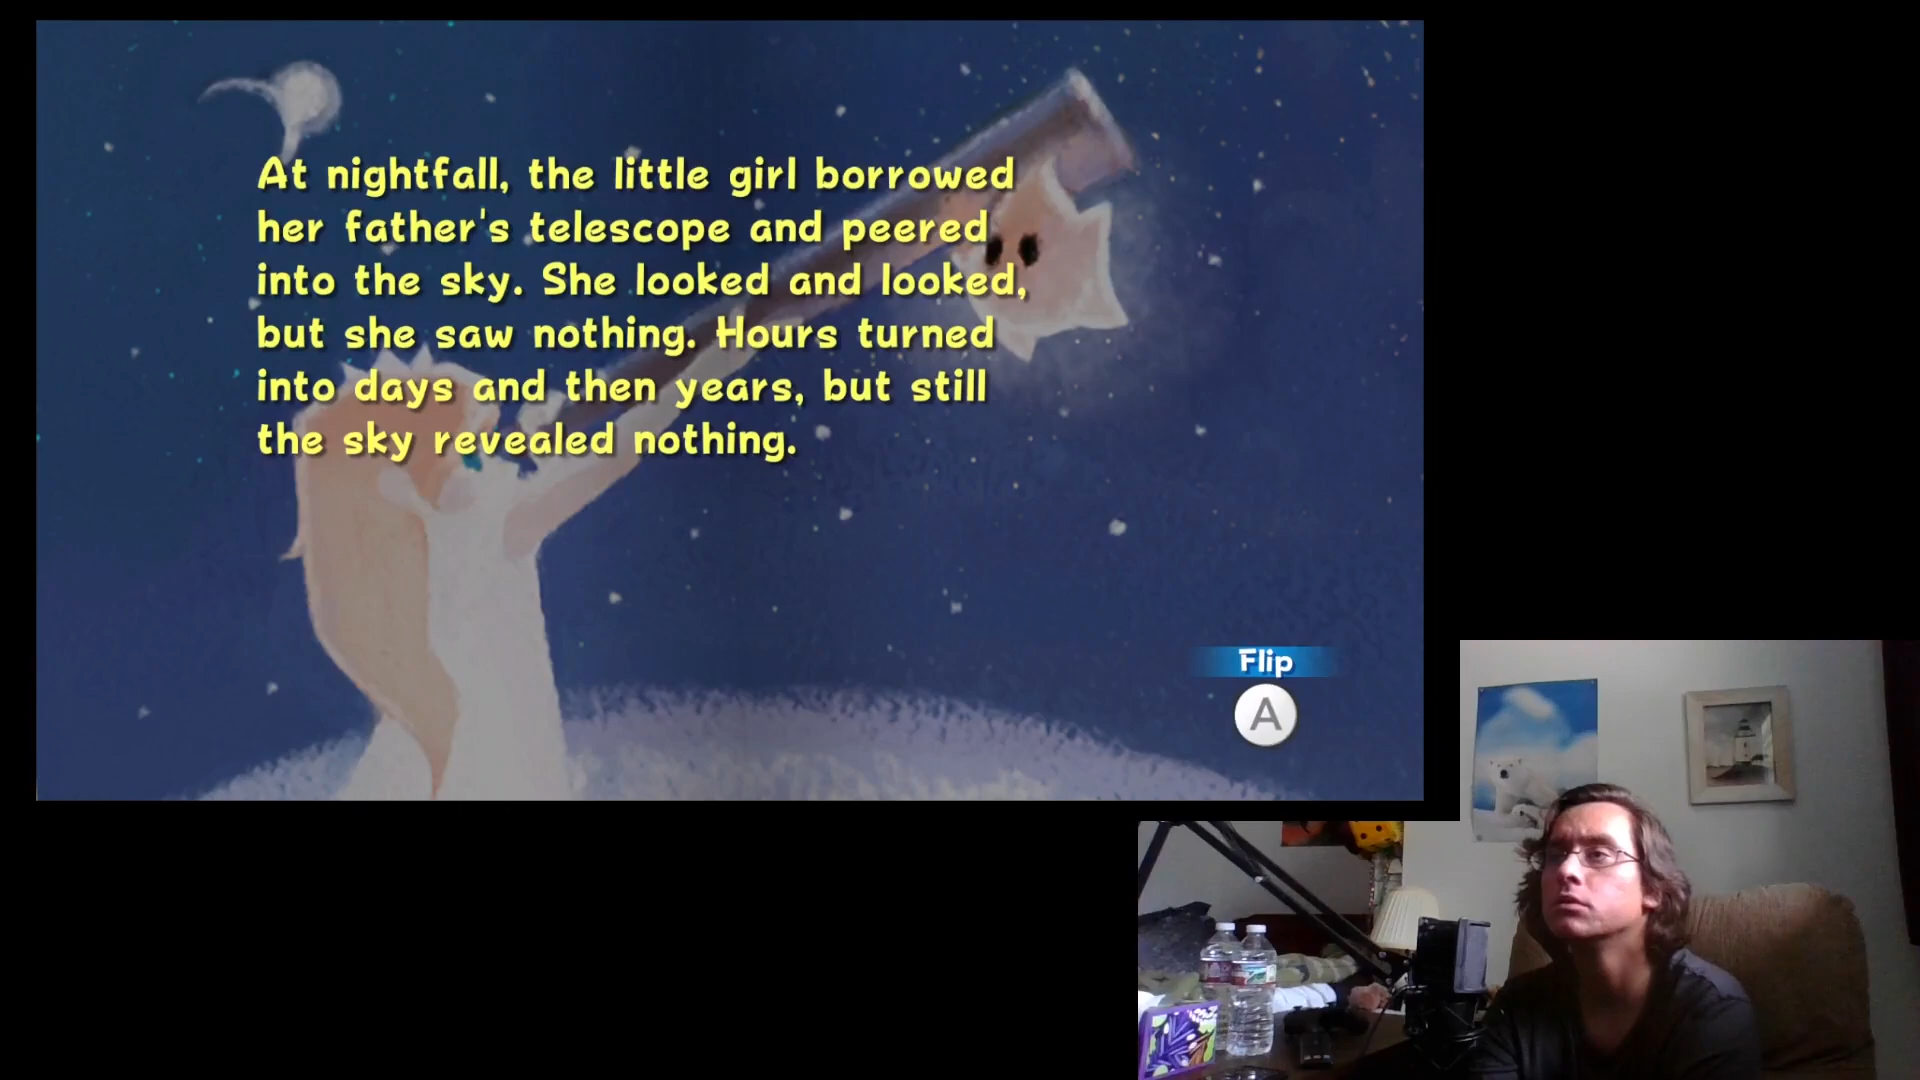 At nightfall, the little girl borrowed
her father's telescope and peered
into the sky. She looked and looked,
but she saw nothing. Hours turned
into days and then years, but still
the sky revealed nothing.
Flip
A